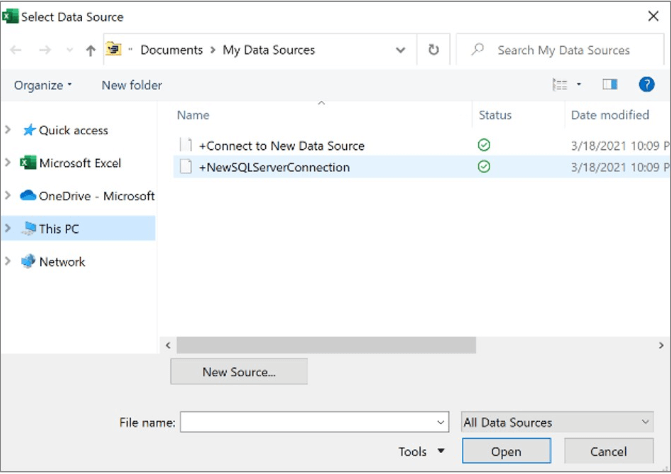 Select Data Source
Documents > My Data Sources
Search My Data Sources
Organize
New folder
?
Name
Status
Date modified
Quick access
Microsoft Excel
OneDrive - Microsoft
This PC
Network
+Connect to New Data Source
3/18/2021 10:09 P
+NewSQLServerConnection
3/18/2021 10:09 P
New Source...
File name:
All Data Sources
Tools
Open
Cancel